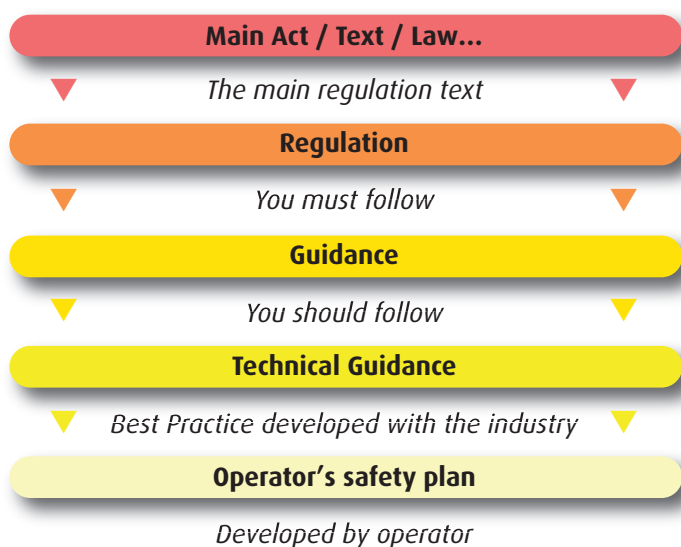 Main Act / Text / Law...
The main regulation text
Regulation
You must follow
Guidance
You should follow
Technical Guidance
Best Practice developed with the industry
Operator’s safety plan
Developed by operator